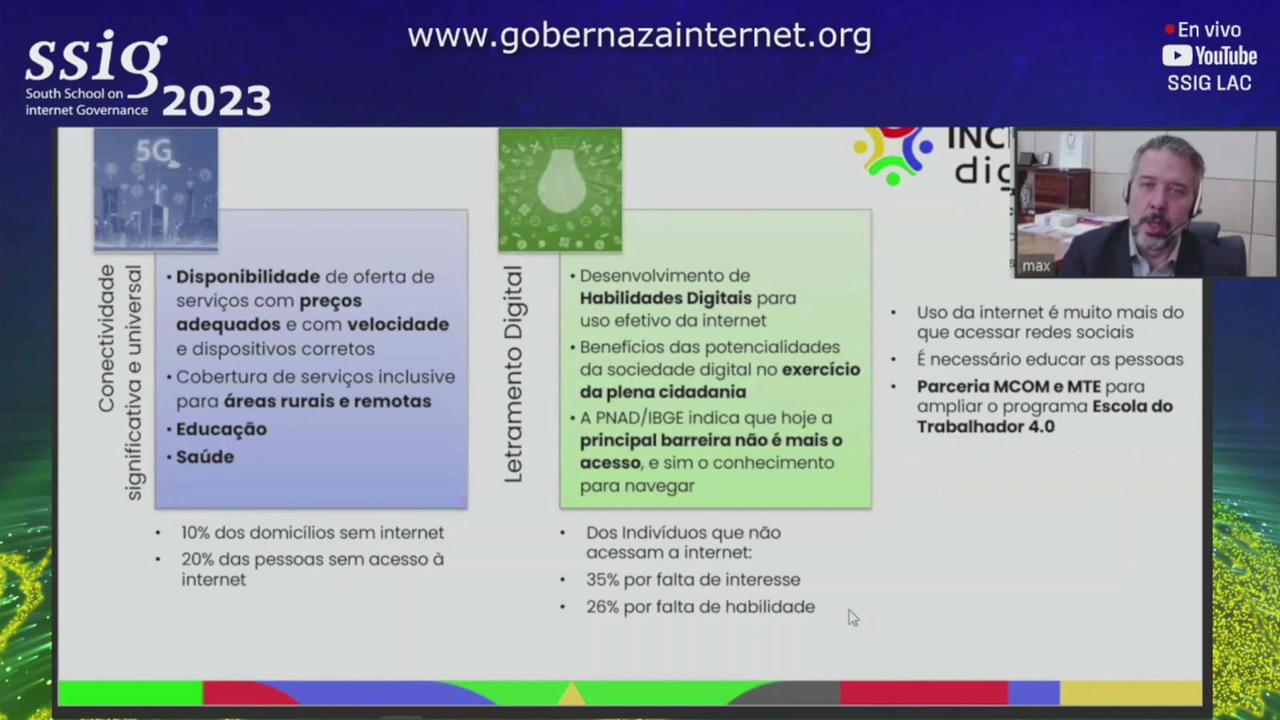 www.gobernazainternet.org
ssig
South School on
internet Governance
2023
En vivo
YouTube
SSIG LAC
5G
INC
dig
max
Conectividade
significativa e universal
• Disponibilidade de oferta de
serviços com preços
adequados e com velocidade
e dispositivos corretos
• Cobertura de serviços inclusive
para áreas rurais e remotas
• Educação
• Saúde
• 10% dos domicílios sem internet
• 20% das pessoas sem acesso à
internet
Letramento Digital
• Desenvolvimento de
Habilidades Digitais para
uso efetivo da internet
• Benefícios das potencialidades
da sociedade digital no exercício
da plena cidadania
• A PNAD/IBGE indica que hoje a
principal barreira não é mais o
acesso, e sim o conhecimento
para navegar
• Dos Indivíduos que não
acessam a internet:
• 35% por falta de interesse
• 26% por falta de habilidade
• Uso da internet é muito mais do
que acessar redes sociais
• É necessário educar as pessoas
• Parceria MCOM e MTE para
ampliar o programa Escola do
Trabalhador 4.0